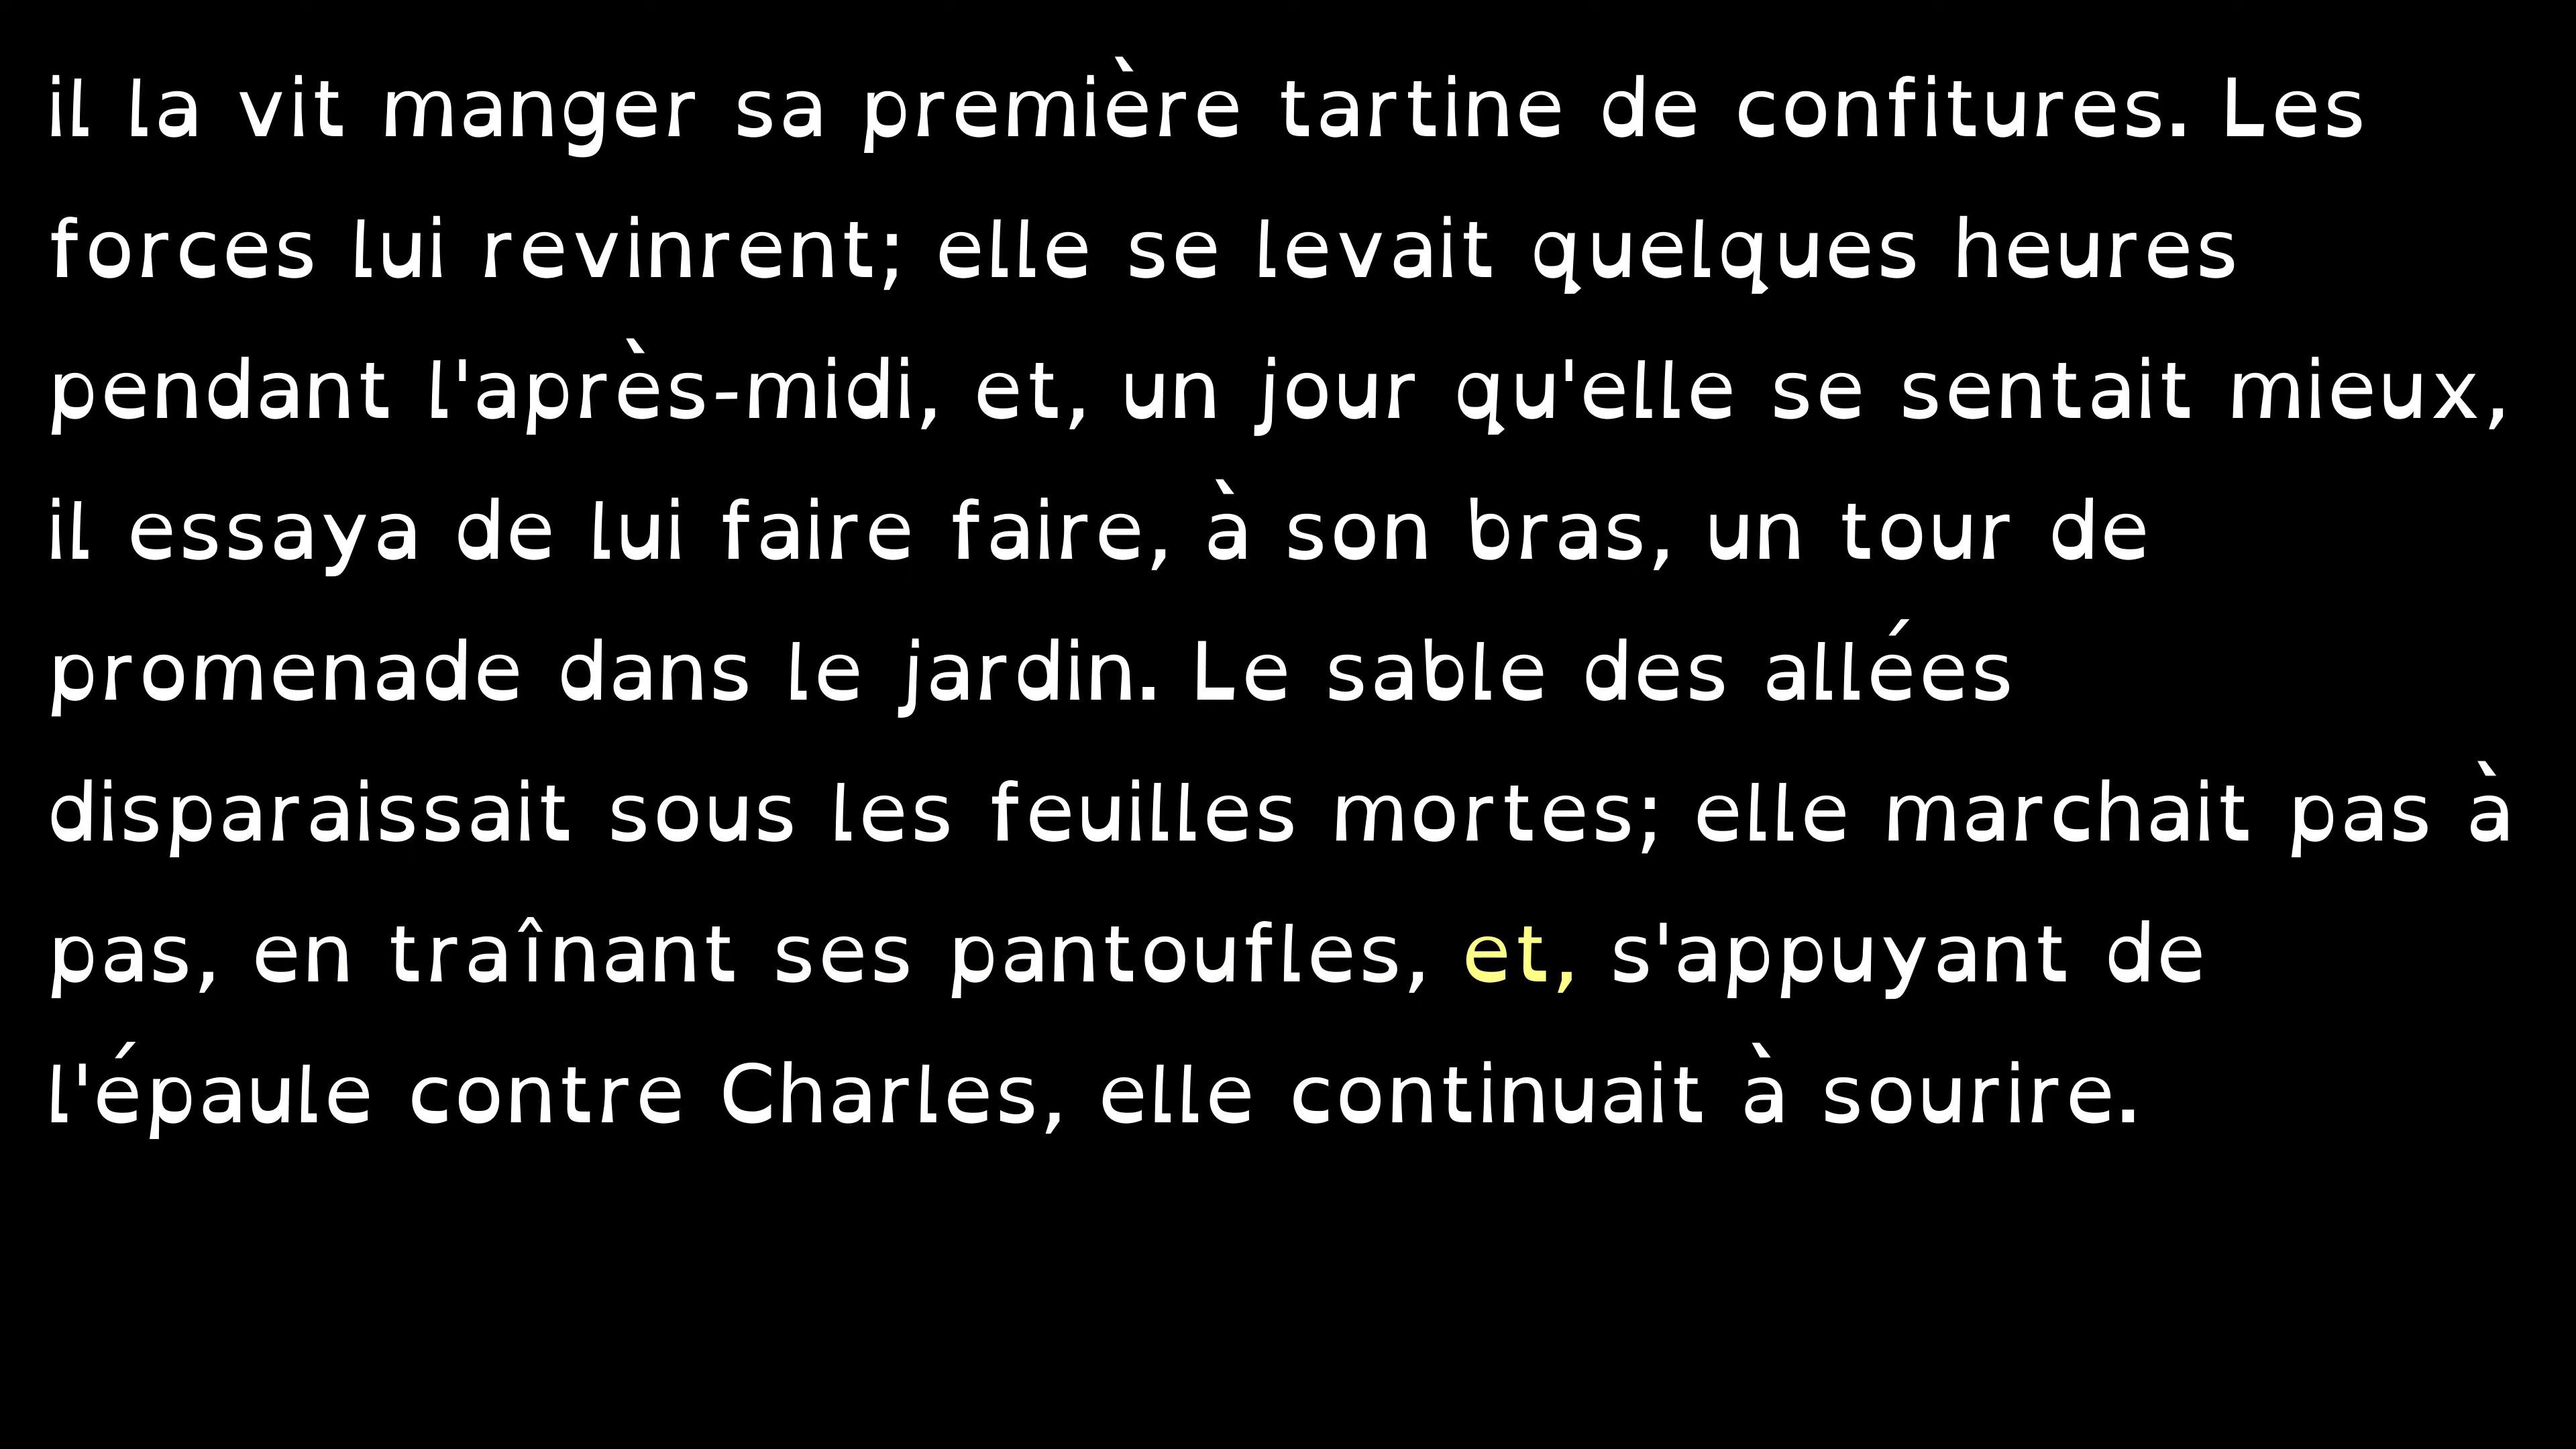 il la vit manger sa première tartine de confitures. Les
forces lui revinrent; elle se levait quelques heures
pendant l'après-midi, et, un jour qu'elle se sentait mieux,
il essaya de lui faire faire, à son bras, un tour de
promenade dans le jardin. Le sable des allées
disparaissait sous les feuilles mortes; elle marchait pas à
pas, en traînant ses pantoufles, et, s'appuyant de
l'épaule contre Charles, elle continuait à sourire.